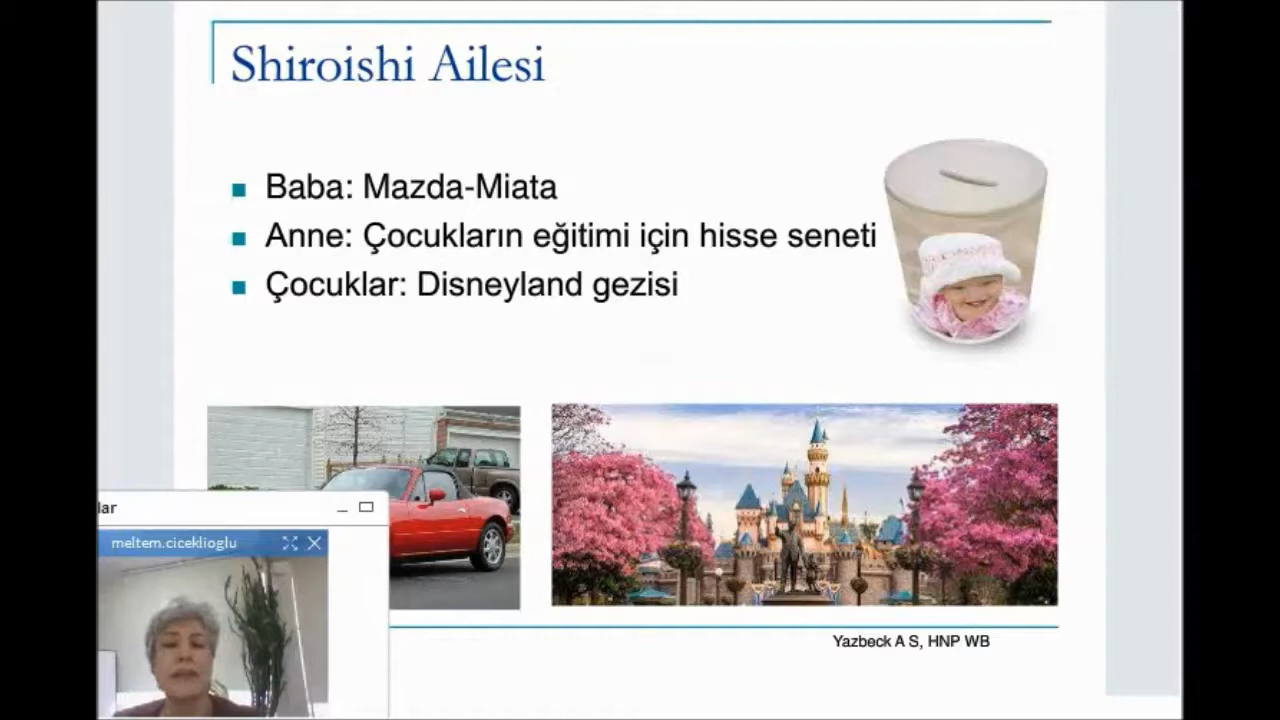 Shiroishi Ailesi
Baba: Mazda-Miata
Anne: Çocukların eğitimi için hisse seneti
Çocuklar: Disneyland gezisi
lar
meltem.ciceklioglu
Yazbeck A S, HNP WB